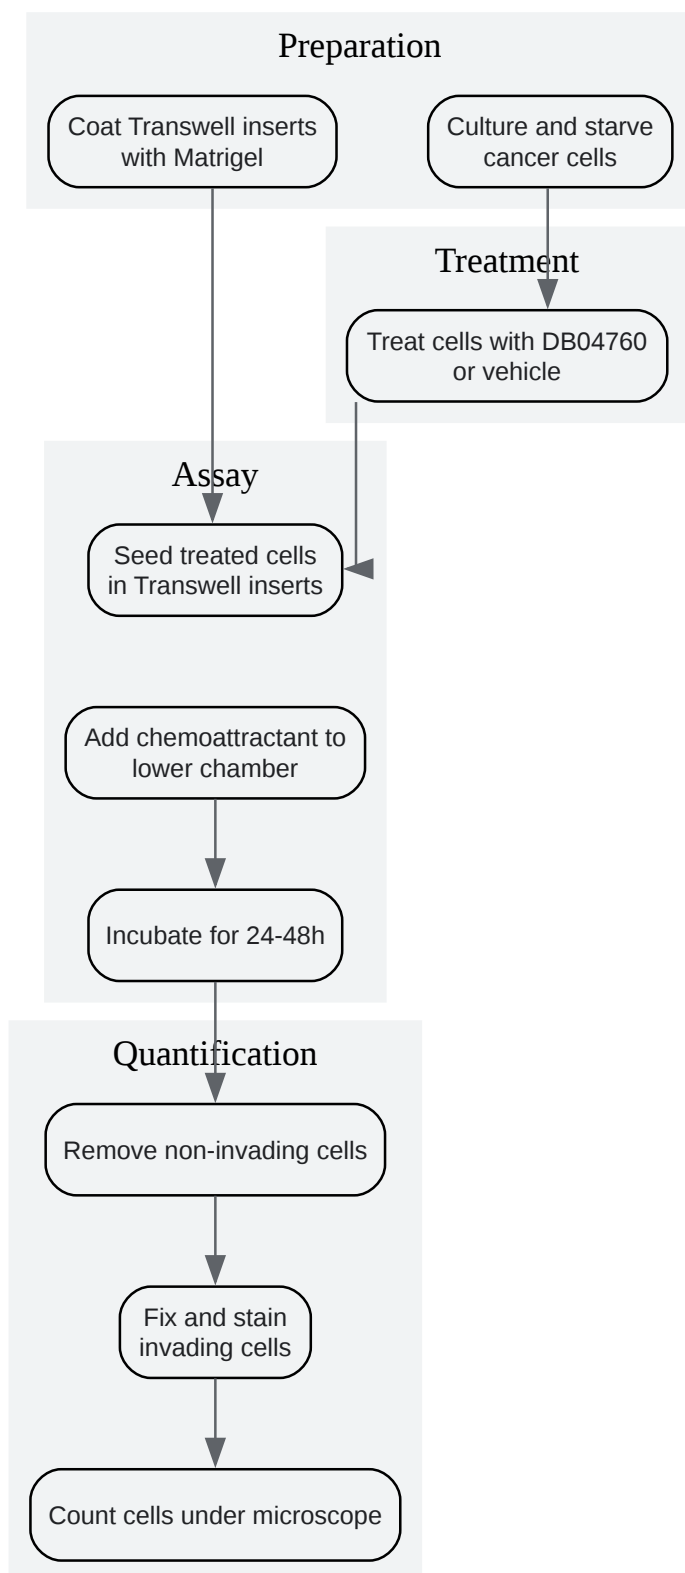 Preparation
Coat Transwell inserts
with Matrigel
Culture and starve
cancer cells
Treatment
Treat cells with DB04760
or vehicle
Assay
Seed treated cells
in Transwell inserts
Add chemoattractant to
lower chamber
Incubate for 24-48h
Quantification
Remove non-invading cells
Fix and stain
invading cells
Count cells under microscope